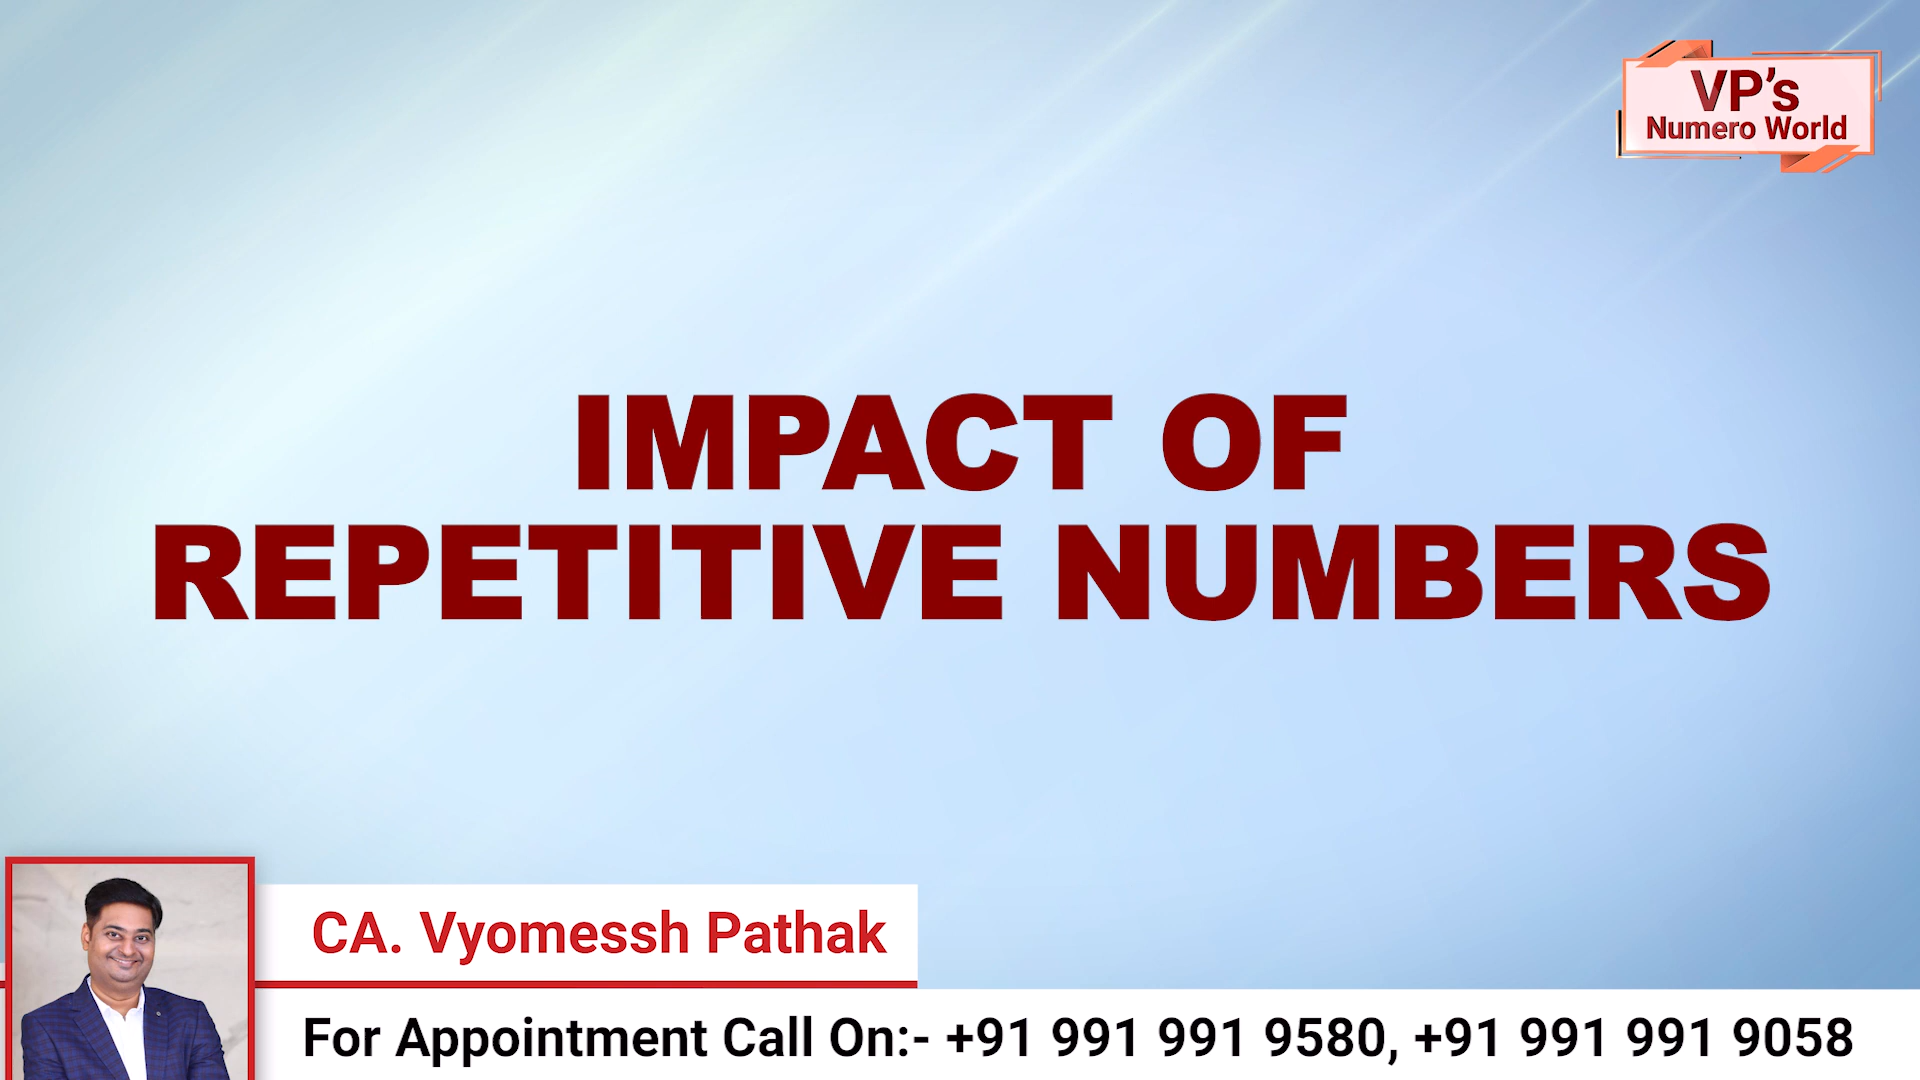 VP's
Numero World
IMPACT OF
REPETITIVE NUMBERS
CA. Vyomessh Pathak
For Appointment Call On:- +91 991 991 9580, +91 991 991 9058